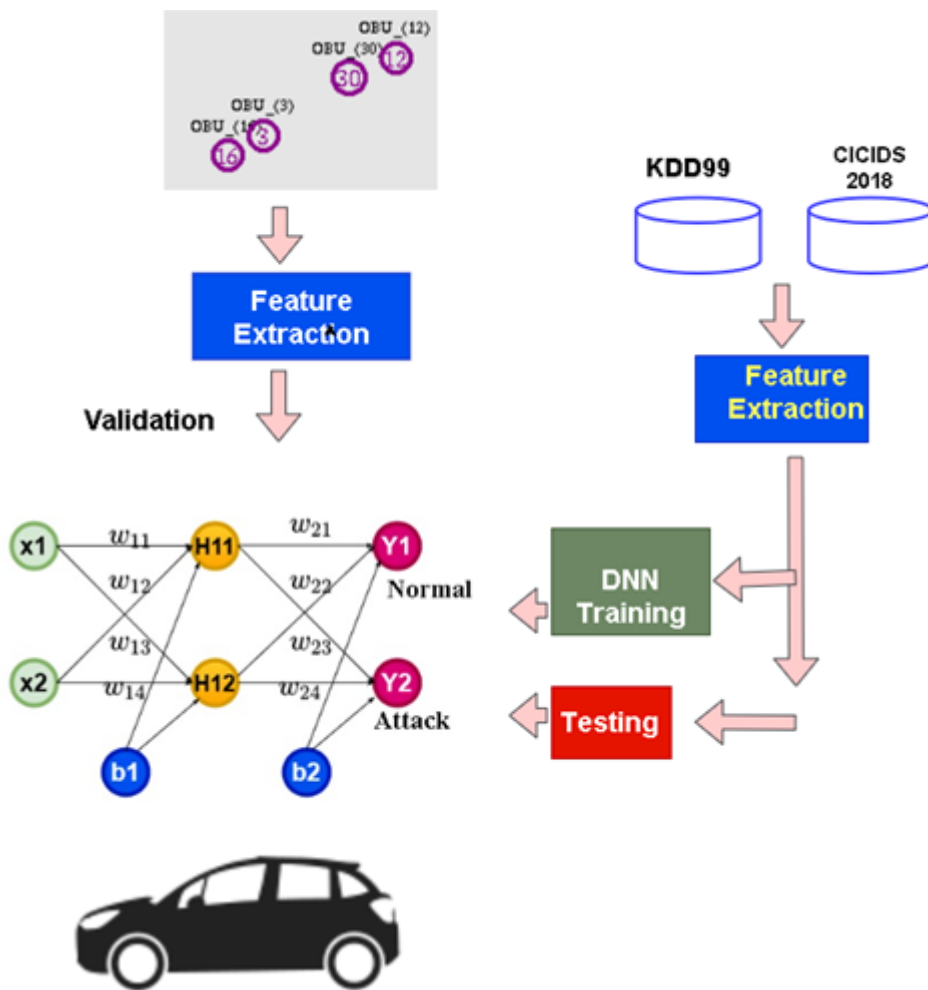 OBU_(12)
OBU_(30)
12
30
OBU_(3)
OBU_(16)
3
16
KDD99
CICIDS
2018
Feature
Extraction
Feature
Extraction
Validation
x1
w11
H11
w21
Y1
Normal
w12
w22
w13
w23
x2
w14
H12
w24
Y2
Attack
b1
b2
DNN
Training
Testing